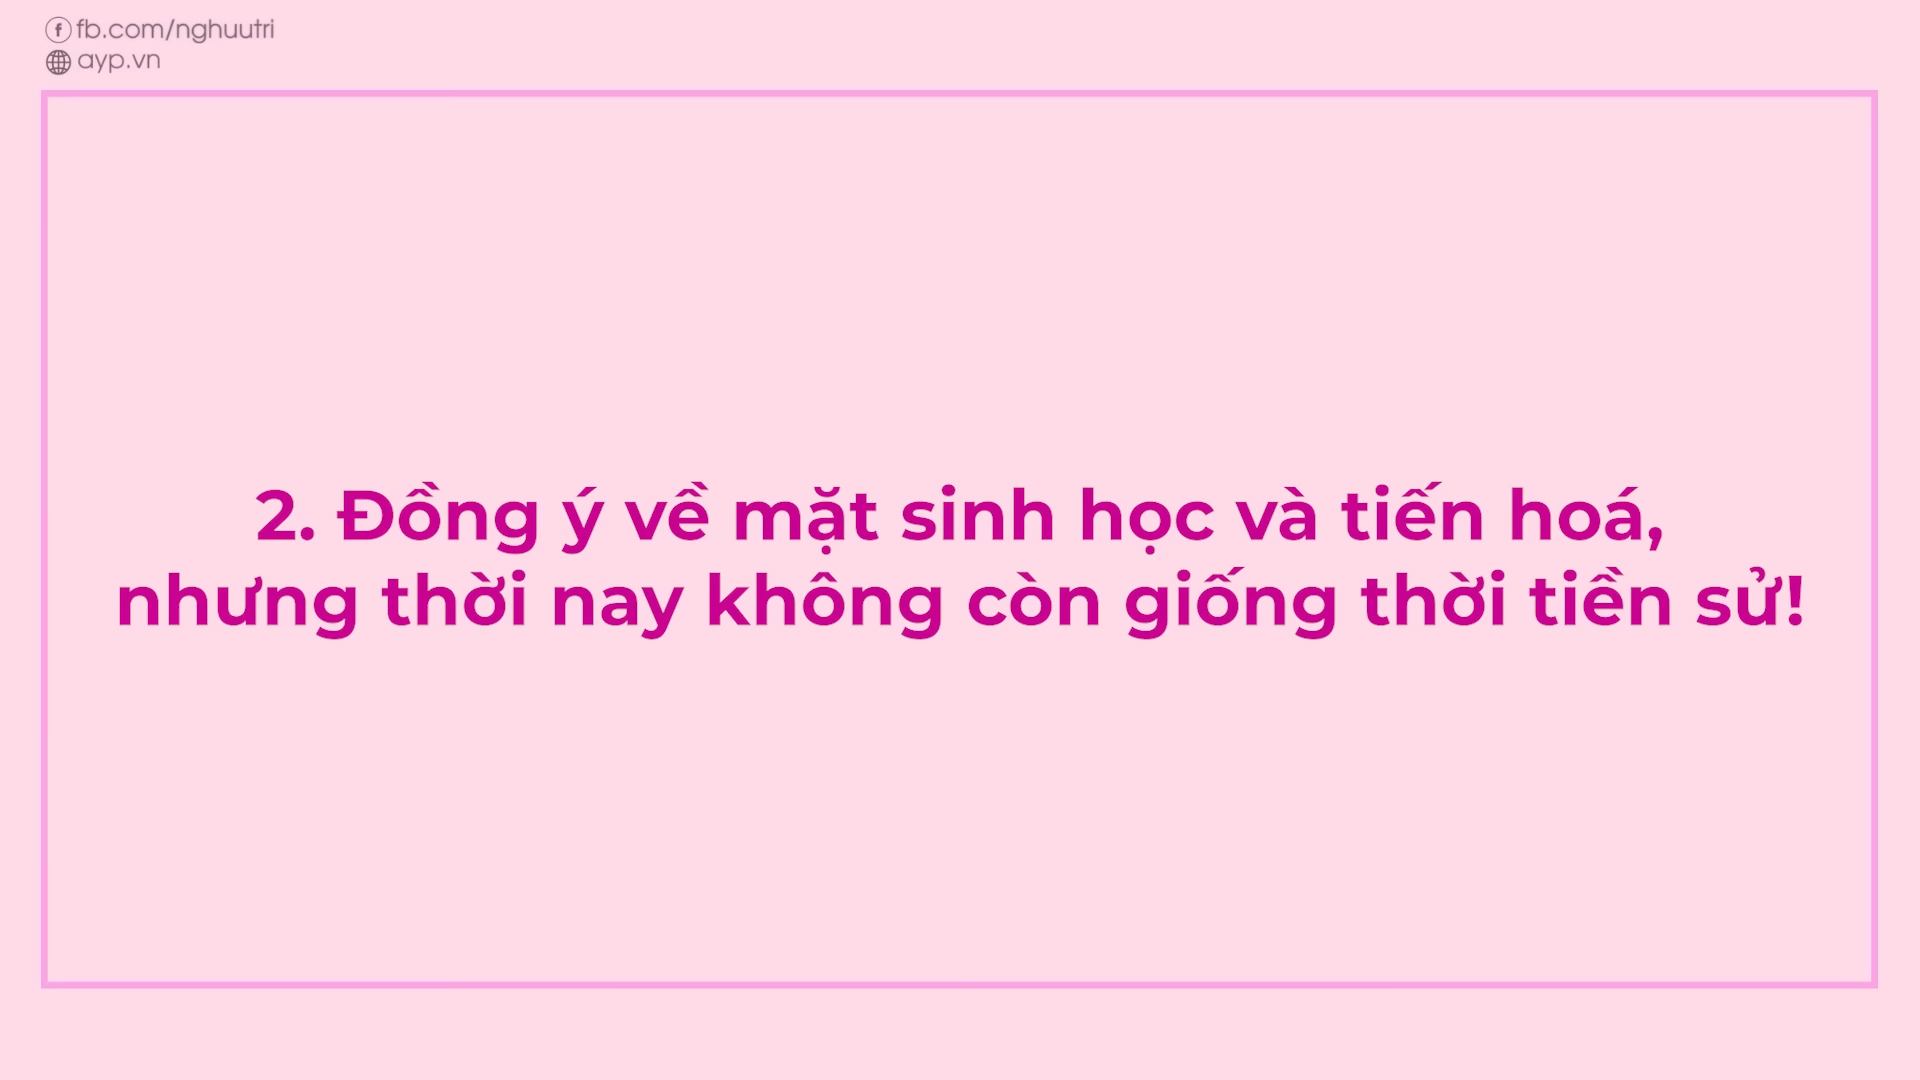 fb.com/nghuutri
ayp.vn
2. Đồng ý về mặt sinh học và tiến hoá,
nhưng thời nay không còn giống thời tiền sử!